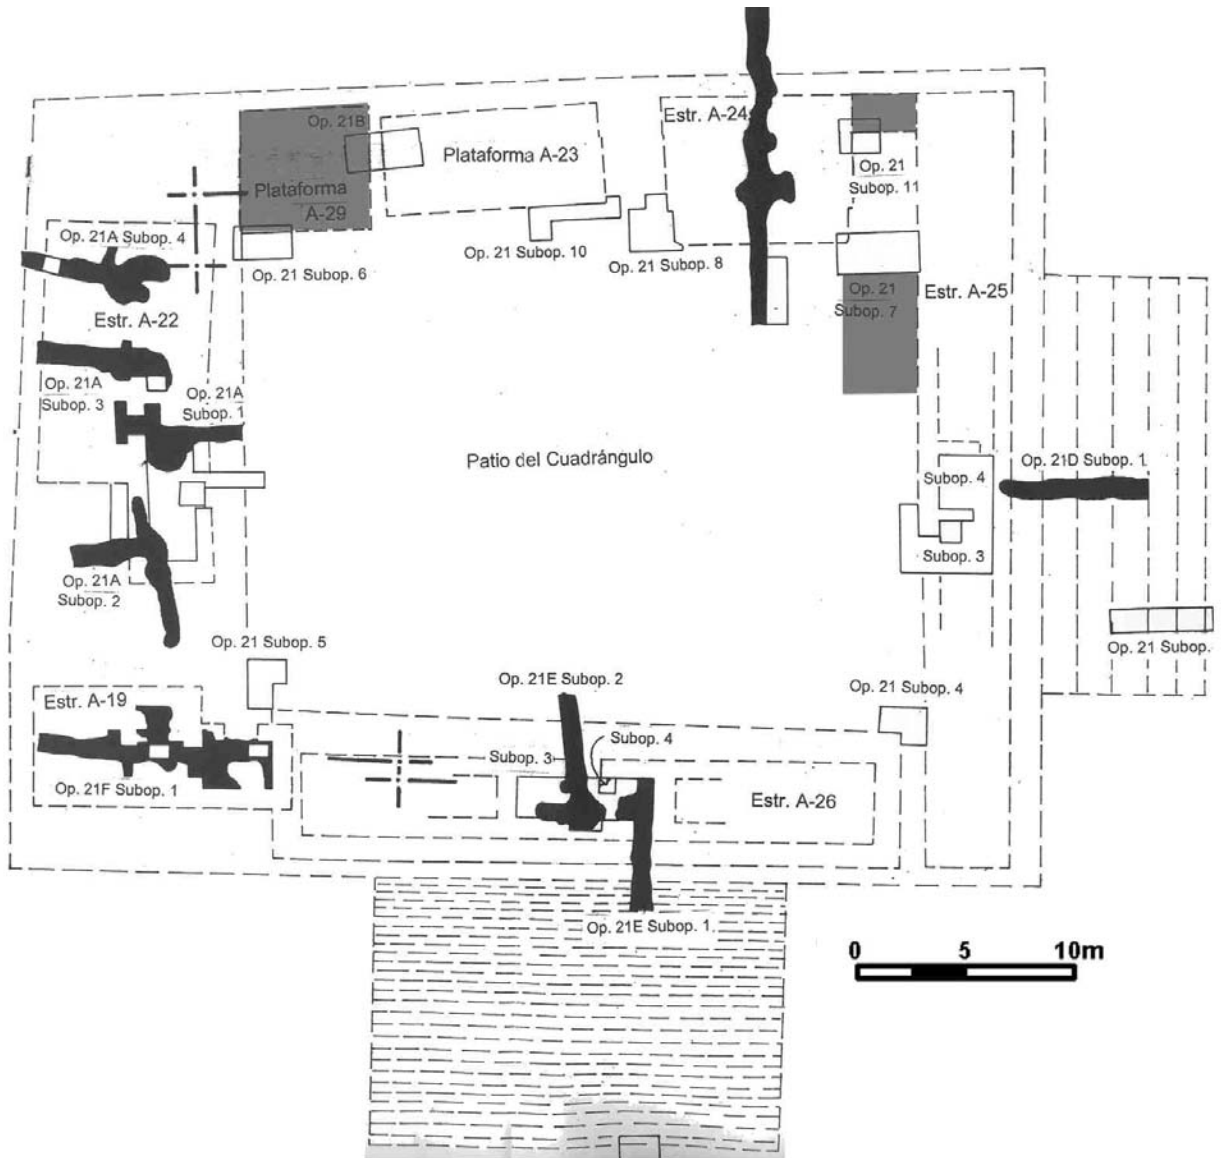 Estr. A-24
Op. 21B
Plataforma A-23
Op. 21
Subop. 11
Plataforma
A-29
Op. 21A Subop. 4
Op. 21 Subop. 6
Op. 21 Subop. 10
Op. 21 Subop. 8
Op. 21
Subop. 7
Estr. A-25
Estr. A-22
Op. 21A
Subop. 3
Op. 21A
Subop. 1
Patio del Cuadrángulo
Op. 21D Subop. 1
Subop. 4
Subop. 3
Op. 21A
Subop. 2
Op. 21 Subop. 5
Op. 21 Subop.
Op. 21E Subop. 2
Op. 21 Subop. 4
Estr. A-19
Subop. 4
Subop. 3
Op. 21F Subop. 1
Estr. A-26
Op. 21E Subop. 1
0 5 10m